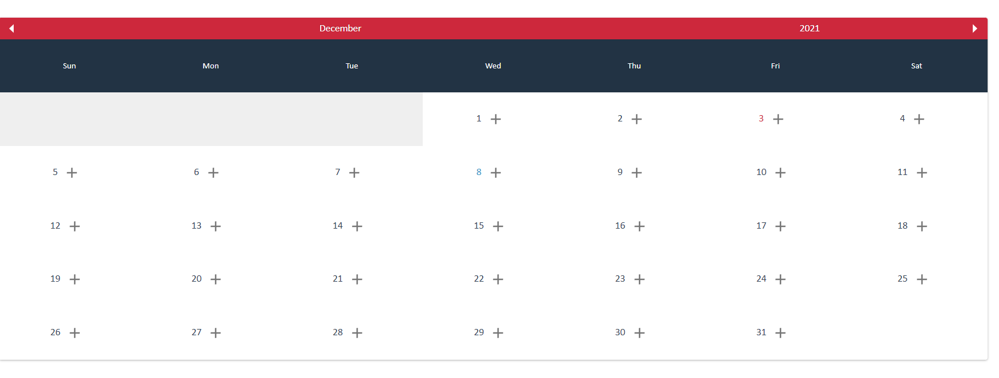 December 2021
Sun Mon Tue Wed Thu Fri Sat
1 2 3 4
5 6 7 8 9 10 11
12 13 14 15 16 17 18
19 20 21 22 23 24 25
26 27 28 29 30 31